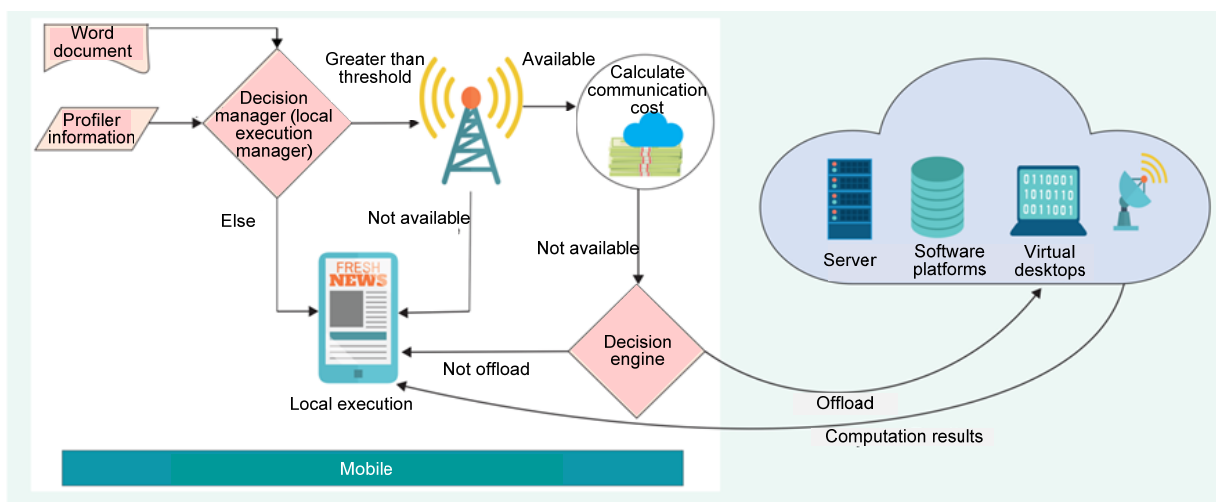 Word
document
Profiler
information
Decision
manager (local
execution
manager)
Greater than
threshold
Available
Calculate
communication
cost
Else
Not available
Not available
FRESH
NEWS
Local execution
Decision
engine
Not offload
Offload
Computation results
Server
Software
platforms
Virtual
desktops
0110001
1010110
0011001
Mobile